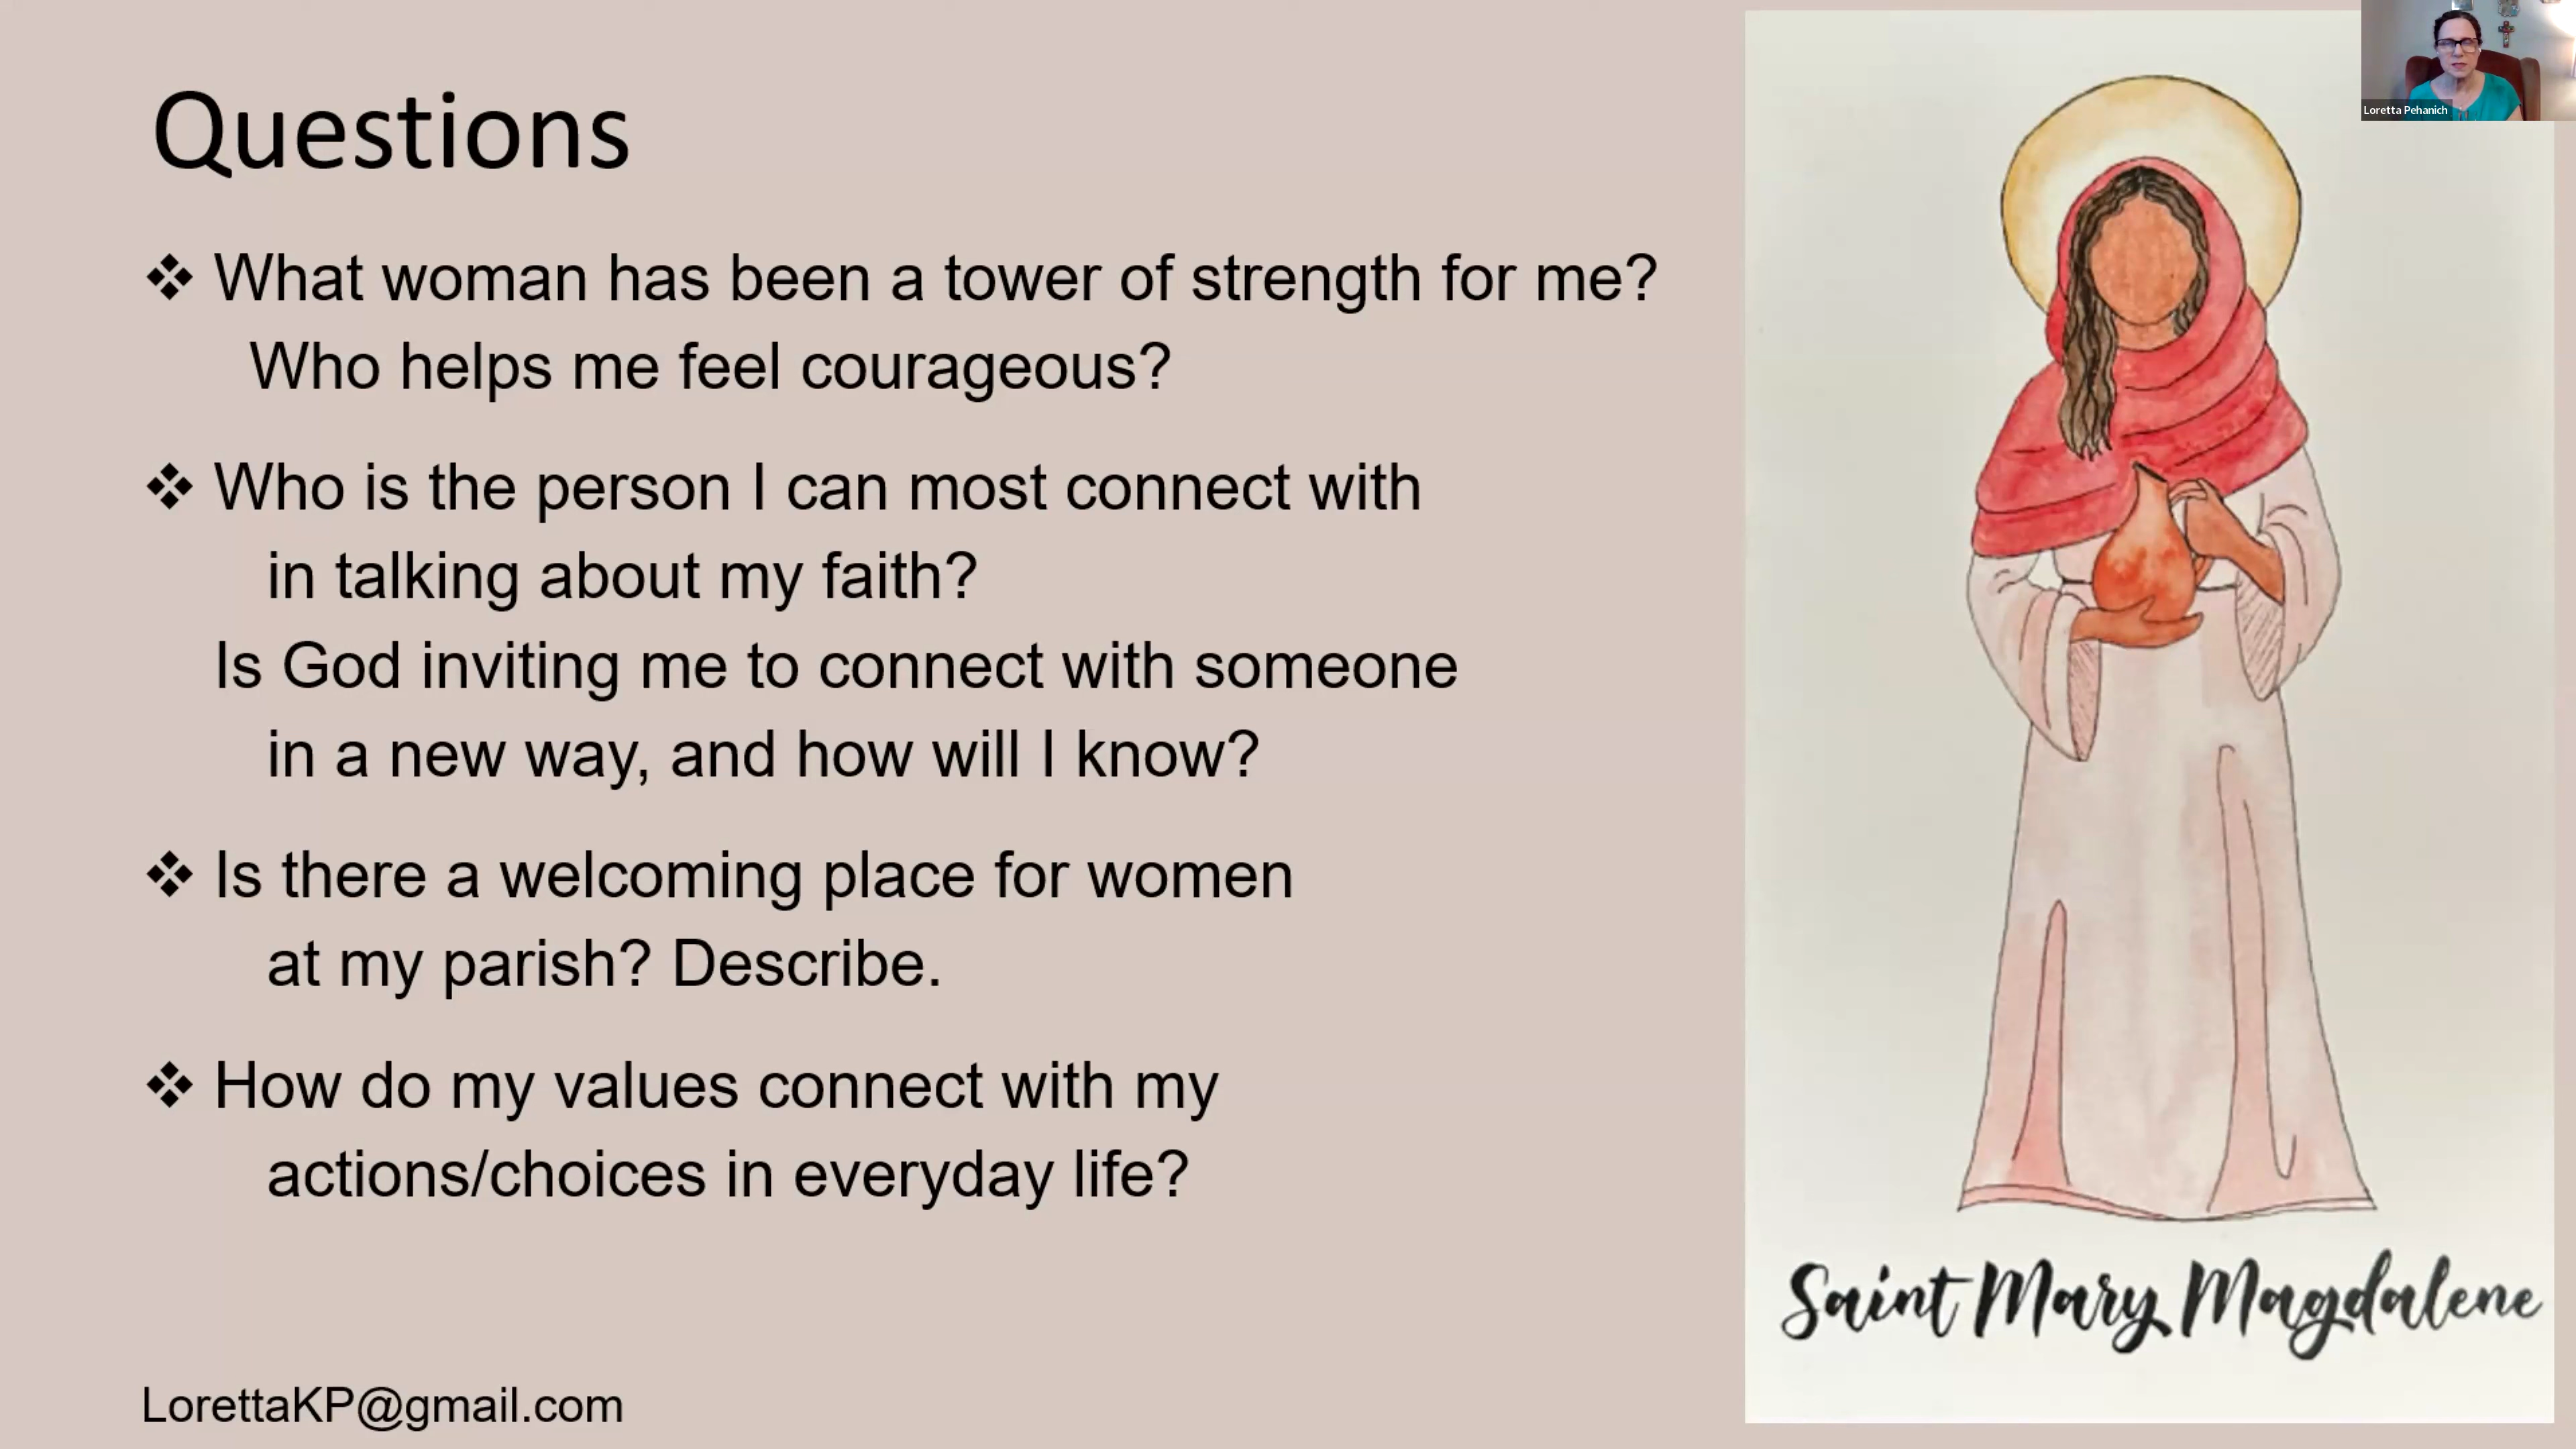 Questions
❖ What woman has been a tower of strength for me?
Who helps me feel courageous?
❖ Who is the person I can most connect with
in talking about my faith?
Is God inviting me to connect with someone
in a new way, and how will I know?
❖ Is there a welcoming place for women
at my parish? Describe.
❖ How do my values connect with my
actions/choices in everyday life?
LorettaKP@gmail.com
Saint Mary Magdalene
Loretta Pehanich